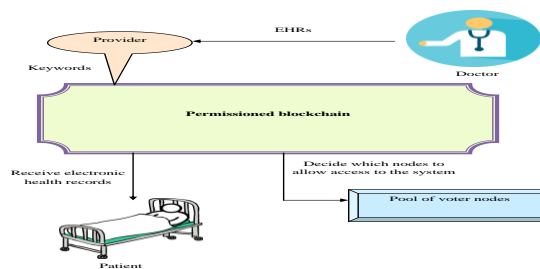 EHRs
Provider
Keywords
Doctor
Permissioned blockchain
Receive electronic
health records
Decide which nodes to
allow access to the system
Pool of voter nodes
Patient